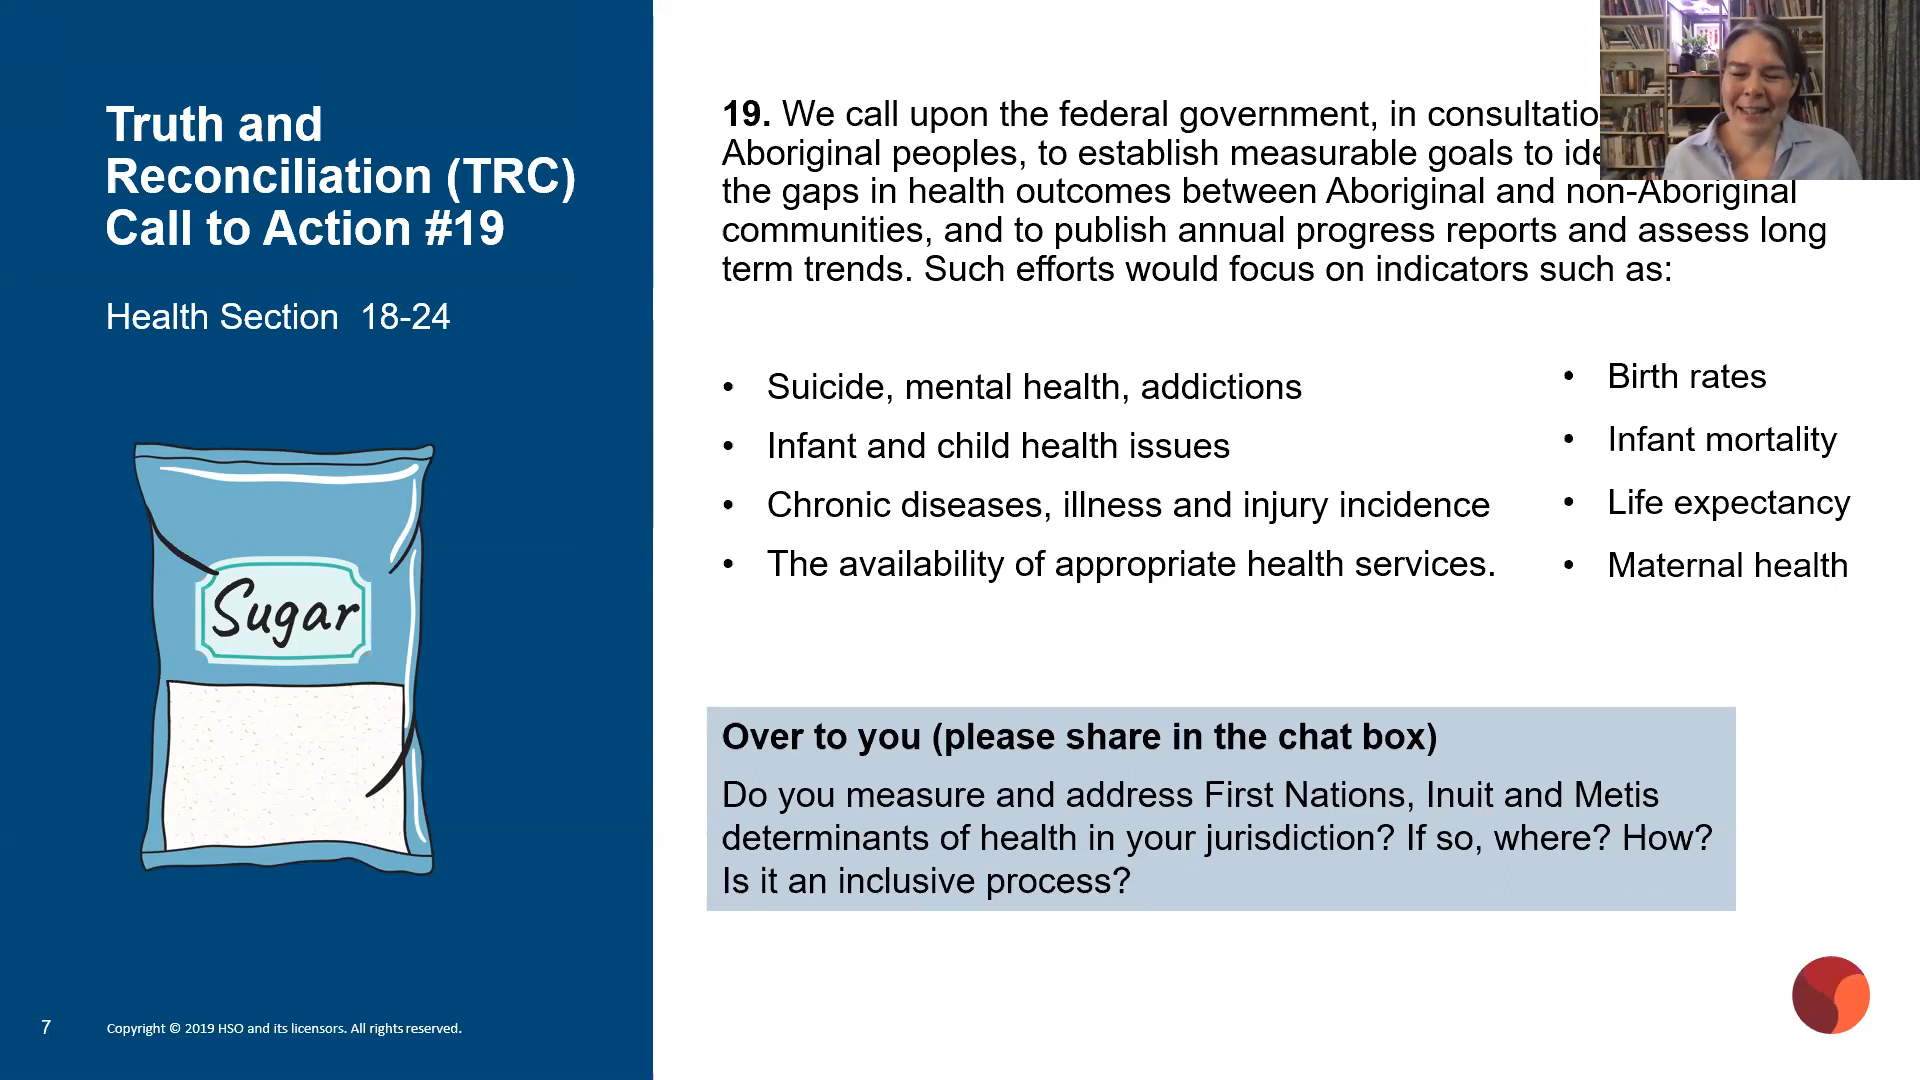 Truth and
Reconciliation (TRC)
Call to Action #19
Health Section 18-24
Sugar
7
Copyright © 2019 HSO and its licensors. All rights reserved.
19. We call upon the federal government, in
Aboriginal peoples, to establish measurable goals to
the gaps in health outcomes between Aboriginal and non-Aboriginal
communities, and to publish annual progress reports and assess long
term trends. Such efforts would focus on indicators such as:
• Suicide, mental health, addictions
• Infant and child health issues
• Chronic diseases, illness and injury incidence
• The availability of appropriate health services.
• Birth rates
• Infant mortality
• Life expectancy
• Maternal health
Over to you (please share in the chat box)
Do you measure and address First Nations, Inuit and Metis
determinants of health in your jurisdiction? If so, where? How?
Is it an inclusive process?